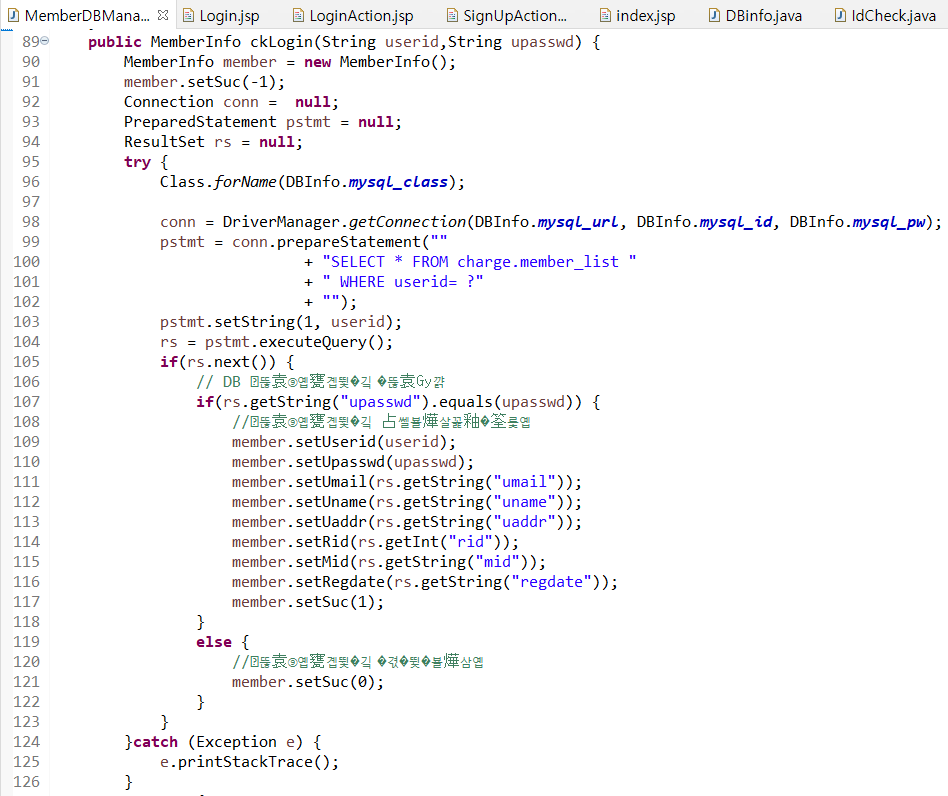 MemberDBMana... Login.jsp LoginAction.jsp SignUpAction... index.jsp DBinfo.java IdCheck.java
89 public MemberInfo ckLogin(String userid,String upasswd) {
90 MemberInfo member = new MemberInfo();
91 member.setSuc(-1);
92 Connection conn =  null;
93 PreparedStatement pstmt = null;
94 ResultSet rs = null;
95 try {
96 Class.forName(DBInfo.mysql_class);
97
98 conn = DriverManager.getConnection(DBInfo.mysql_url, DBInfo.mysql_id, DBInfo.mysql_pw);
99 pstmt = conn.prepareStatement(""
100 + "SELECT * FROM charge.member_list "
101 + " WHERE userid= ?"
102 + "");
103 pstmt.setString(1, userid);
104 rs = pstmt.executeQuery();
105 if(rs.next()) {
106 // DB
107 if(rs.getString("upasswd").equals(upasswd)) {
108 //
109 member.setUserid(userid);
110 member.setUpasswd(upasswd);
111 member.setUmail(rs.getString("umail"));
112 member.setUname(rs.getString("uname"));
113 member.setUaddr(rs.getString("uaddr"));
114 member.setRid(rs.getInt("rid"));
115 member.setMid(rs.getString("mid"));
116 member.setRegdate(rs.getString("regdate"));
117 member.setSuc(1);
118 }
119 else {
120 //
121 member.setSuc(0);
122 }
123 }
124 }catch (Exception e) {
125 e.printStackTrace();
126 }